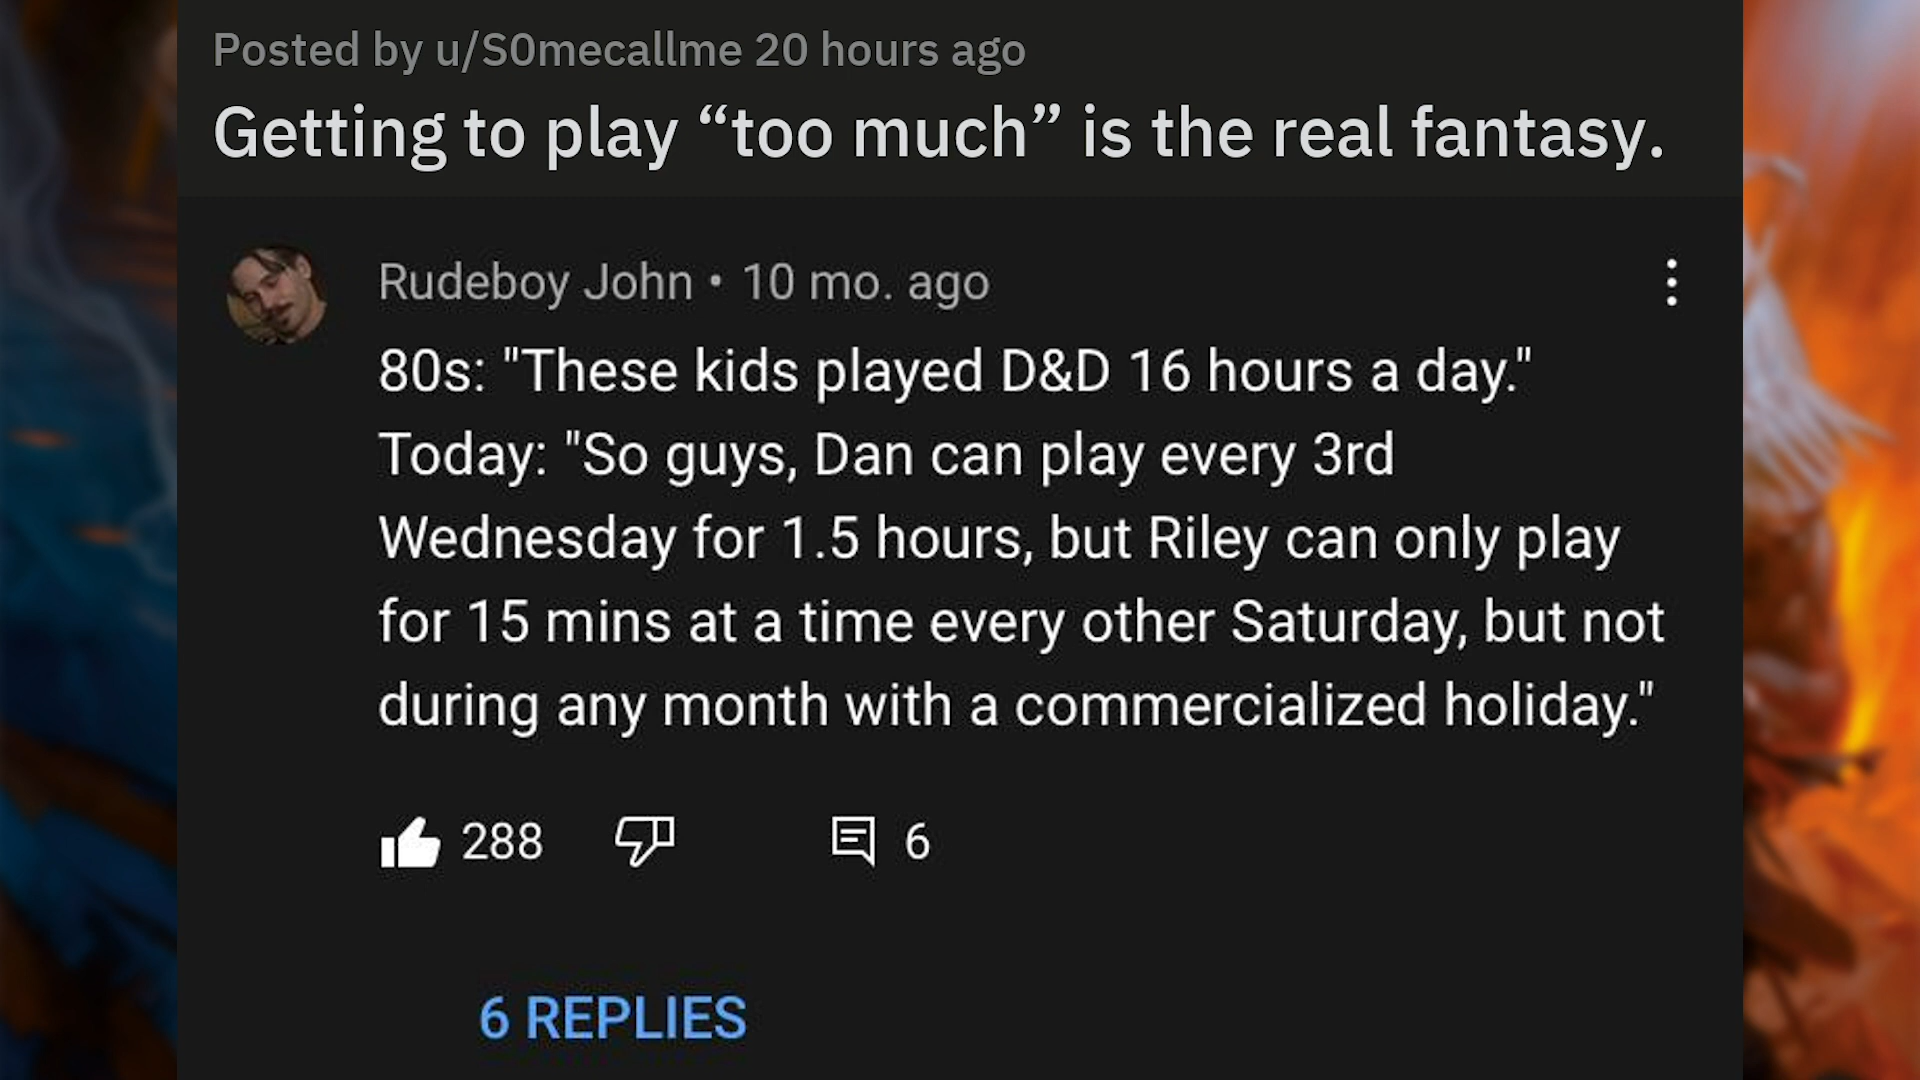 Posted by u/S0mecallme 20 hours ago
Getting to play “too much” is the real fantasy.
Rudeboy John • 10 mo. ago
80s: "These kids played D&D 16 hours a day."
Today: "So guys, Dan can play every 3rd
Wednesday for 1.5 hours, but Riley can only play
for 15 mins at a time every other Saturday, but not
during any month with a commercialized holiday."
288 6
6 REPLIES